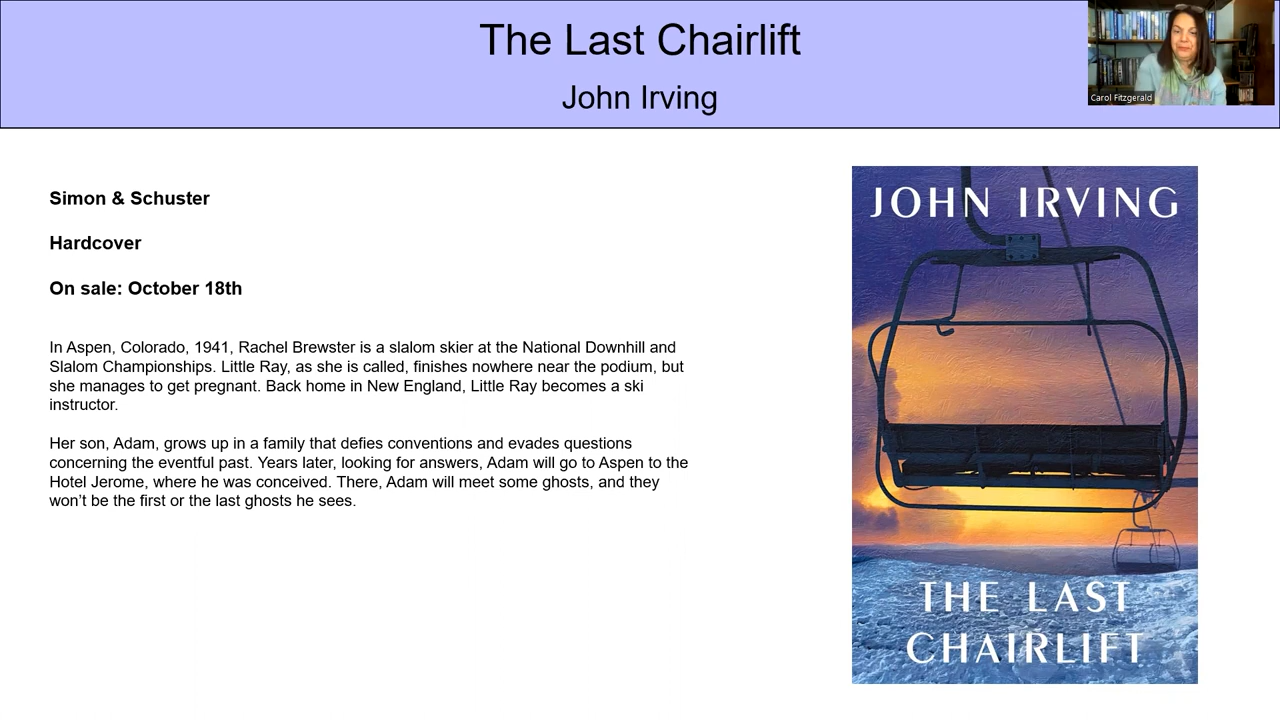 The Last Chairlift
John Irving
Carol Fitzgerald
Simon & Schuster
Hardcover
On sale: October 18th
In Aspen, Colorado, 1941, Rachel Brewster is a slalom skier at the National Downhill and
Slalom Championships. Little Ray, as she is called, finishes nowhere near the podium, but
she manages to get pregnant. Back home in New England, Little Ray becomes a ski
instructor.
Her son, Adam, grows up in a family that defies conventions and evades questions
concerning the eventful past. Years later, looking for answers, Adam will go to Aspen to the
Hotel Jerome, where he was conceived. There, Adam will meet some ghosts, and they
won’t be the first or the last ghosts he sees.
JOHN IRVING
THE LAST
CHAIRLIFT